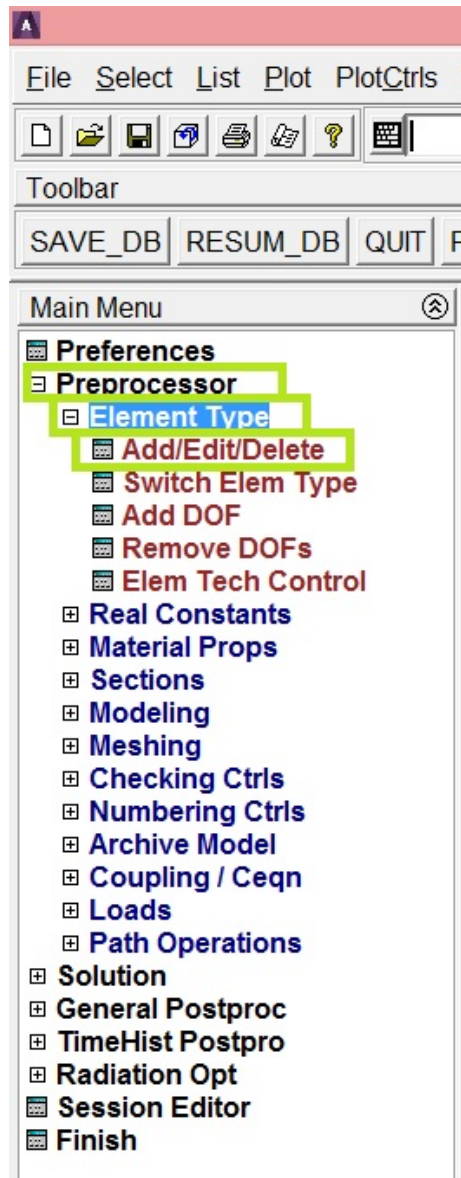 File Select List Plot PlotCtrls
Toolbar
SAVE_DB RESUM_DB QUIT
Main Menu
Preferences
Preprocessor
Element Type
Add/Edit/Delete
Switch Elem Type
Add DOF
Remove DOFs
Elem Tech Control
Real Constants
Material Props
Sections
Modeling
Meshing
Checking Ctrls
Numbering Ctrls
Archive Model
Coupling / Ceqn
Loads
Path Operations
Solution
General Postproc
TimeHist Postpro
Radiation Opt
Session Editor
Finish